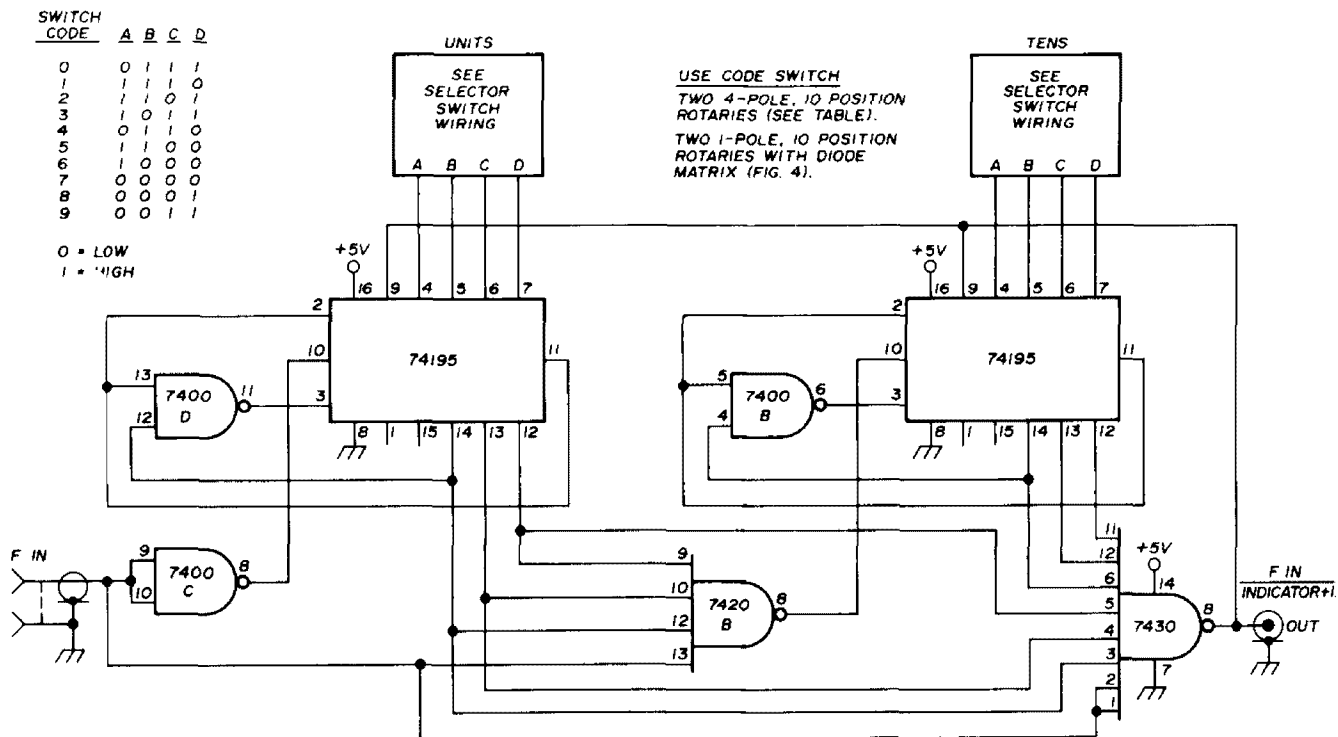 SWITCH
CODE A B C D
0 0 1 1 1
1 1 1 1 0
2 1 1 0 1
3 1 0 1 1
4 0 1 1 0
5 1 1 0 0
6 1 0 0 0
7 0 0 0 0
8 0 0 0 1
9 0 0 1 1
0 = LOW
1 = HIGH
UNITS
SEE
SELECTOR
SWITCH
WIRING
A B C D
USE CODE SWITCH
TWO 4-POLE, 10 POSITION
ROTARIES (SEE TABLE).
TWO 1-POLE, 10 POSITION
ROTARIES WITH DIODE
MATRIX (FIG. 4).
TENS
SEE
SELECTOR
SWITCH
WIRING
A B C D
+5V
16 9 4 5 6 7
2
10
3
74195
11
8 1 15 14 13 12
13
12
7400
D
11
+5V
16 9 4 5 6 7
2
10
3
74195
11
8 1 15 14 13 12
5
4
7400
B
6
F IN
9
10
7400
C
8
9
10
12
13
7420
B
8
11
12
6
5
4
3
2
1
+5V
14
7430
8
7
F IN
INDICATOR+1
OUT